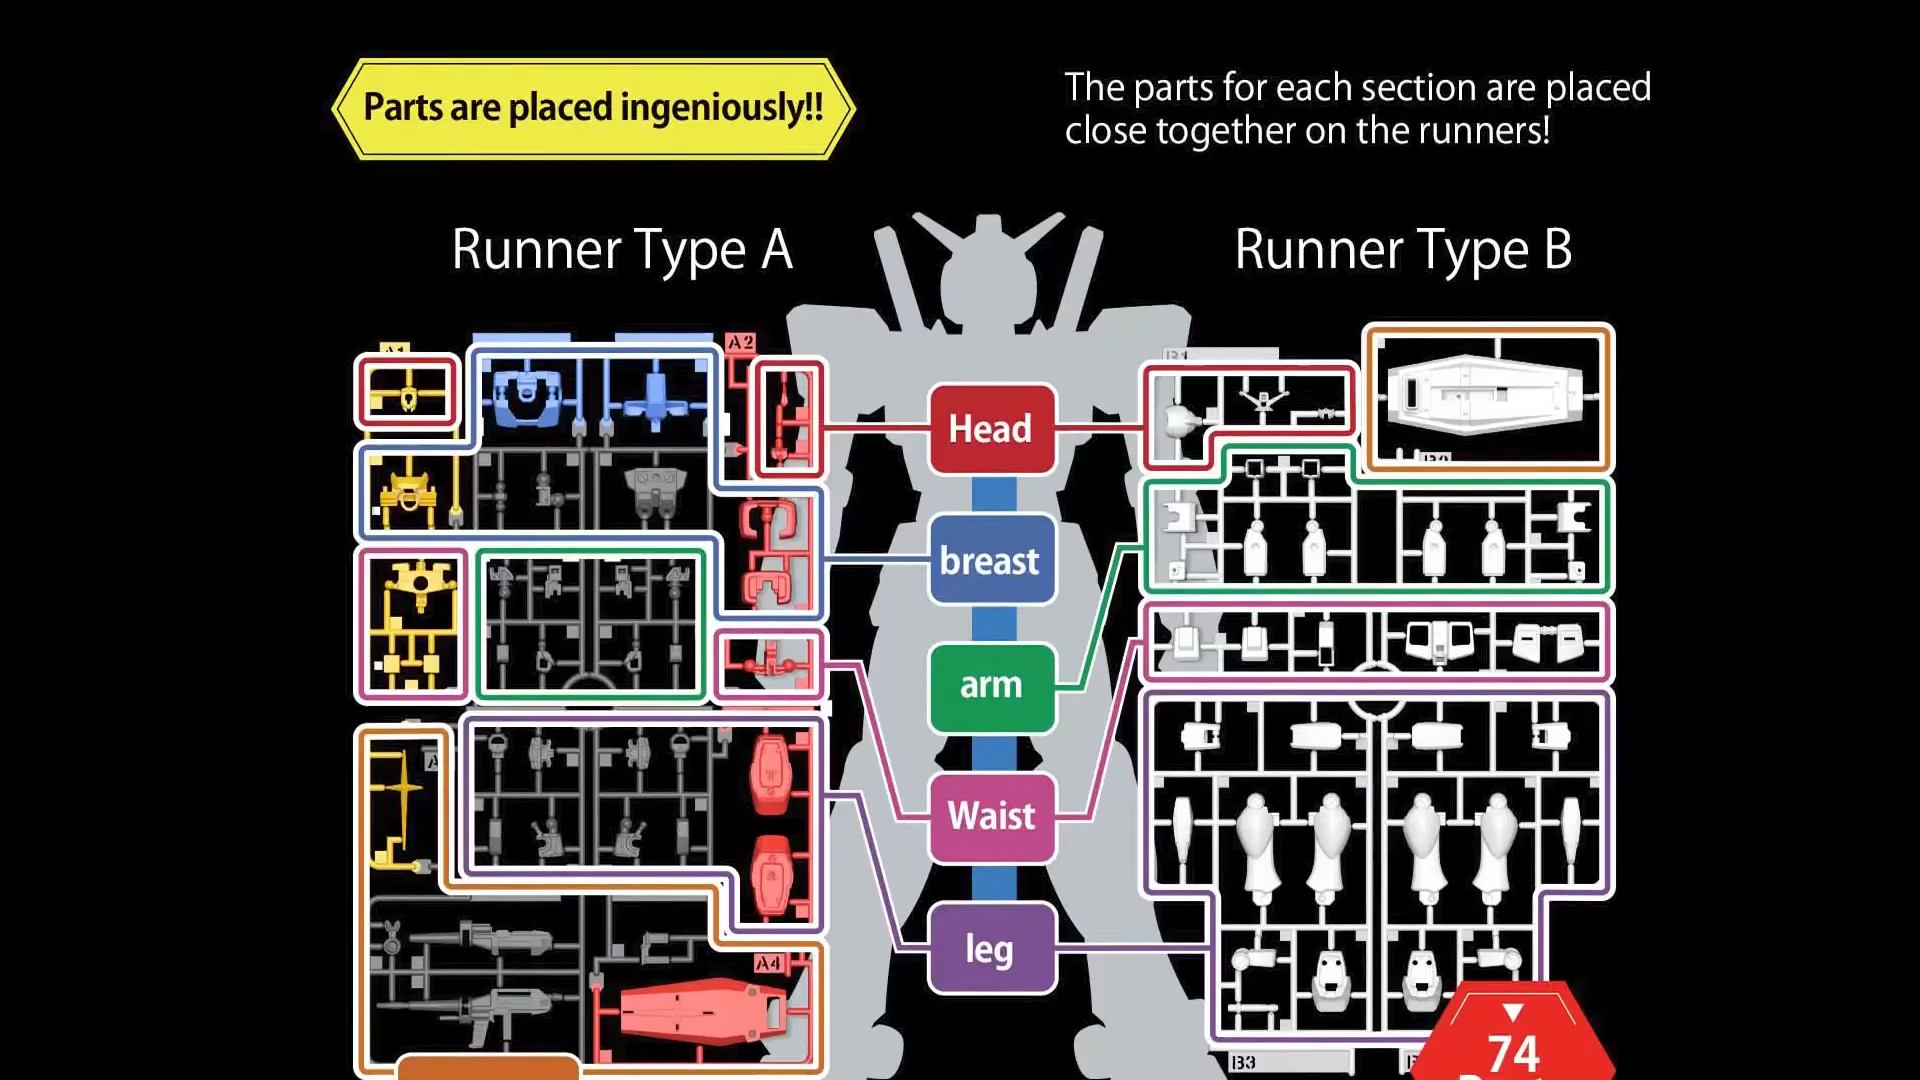 Parts are placed ingeniously!!
The parts for each section are placed
close together on the runners!
Runner Type A
Runner Type B
A2
Head
breast
arm
Waist
leg
A4
B3
74